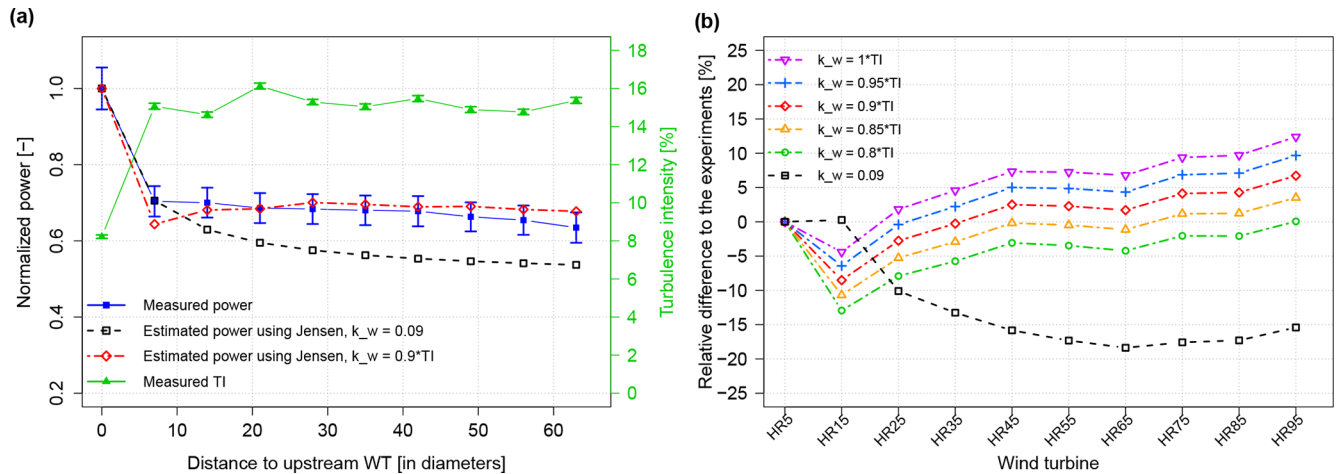 (a)
Normalized power [−]
1.0
0.8
0.6
0.4
0.2
Measured power
Estimated power using Jensen, k_w = 0.09
Estimated power using Jensen, k_w = 0.9*TI
Measured TI
0 10 20 30 40 50 60
Distance to upstream WT [in diameters]
18
16
14
12
10
8
6
4
2
0
Turbulence intensity [%]
(b)
Relative difference to the experiments [%]
25
20
15
10
5
0
−5
−10
−15
−20
−25
k_w = 1*TI
k_w = 0.95*TI
k_w = 0.9*TI
k_w = 0.85*TI
k_w = 0.8*TI
k_w = 0.09
HR5 HR15 HR25 HR35 HR45 HR55 HR65 HR75 HR85 HR95
Wind turbine